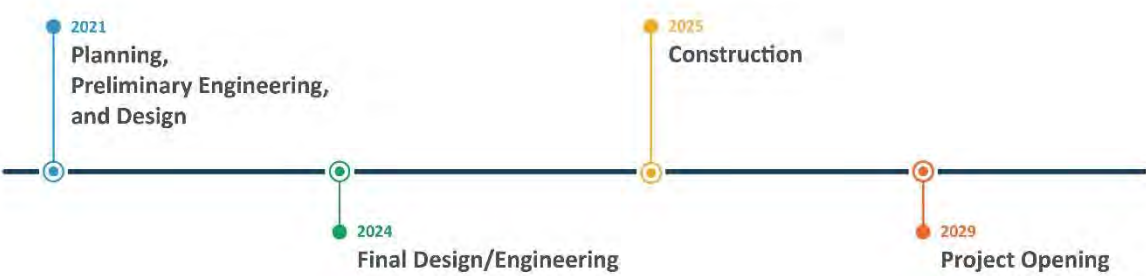 2021
Planning,
Preliminary Engineering,
and Design
2024
Final Design/Engineering
2025
Construction
2029
Project Opening